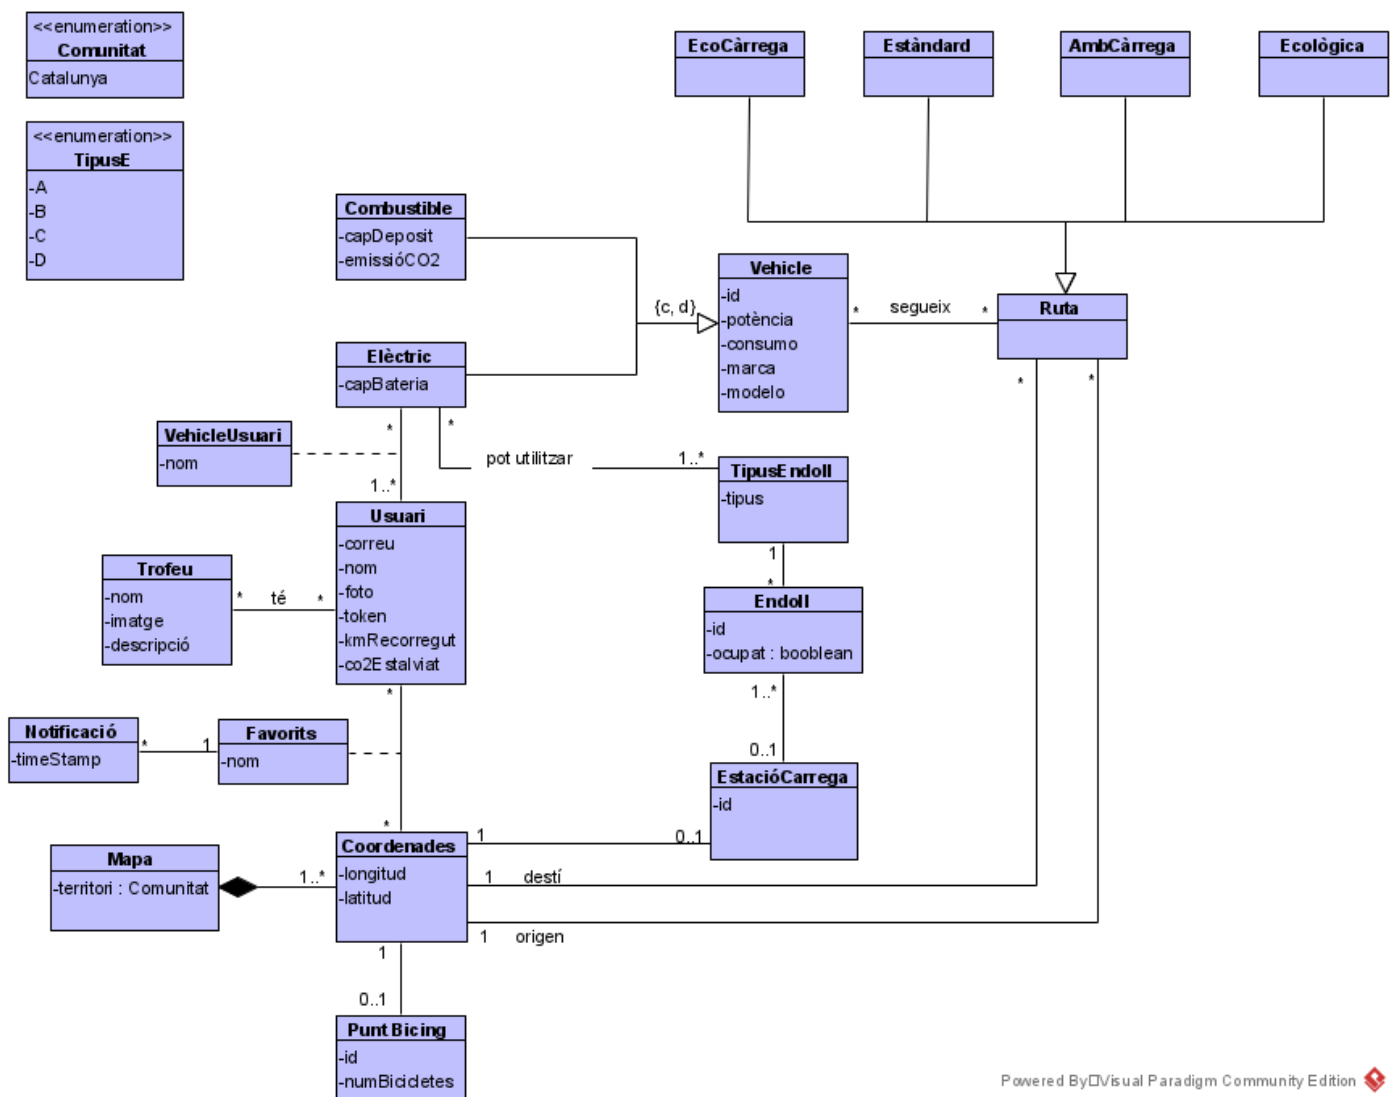 <<enumeration>>
Comunitat
Catalunya
<<enumeration>>
TipusE
-A
-B
-C
-D
EcoCàrrega
Estàndard
AmbCàrrega
Ecològica
Combustible
-capDeposit
-emissióCO2
{c, d}
Vehicle
-id
-potència
-consumo
-marca
-modelo
* segueix *
Ruta
*
*
Elèctric
-capBateria
*
*
VehicleUsuari
-nom
1..*
pot utilitzar
1..*
TipusEndoll
-tipus
1
*
Usuari
-correu
-nom
-foto
-token
-kmRecorregut
-co2Estalviat
Trofeu
-nom
-imatge
-descripció
* té *
Endoll
-id
-ocupat : booblean
1..*
0..1
*
Notificació
-timeStamp
* 1
Favorits
-nom
*
EstacióCarrega
-id
1
0..1
Mapa
-territori : Comunitat
1..*
Coordenades
-longitud
-latitud
1 destí
1 origen
1
0..1
Punt Bicing
-id
-numBicicletes
Powered By□Visual Paradigm Community Edition